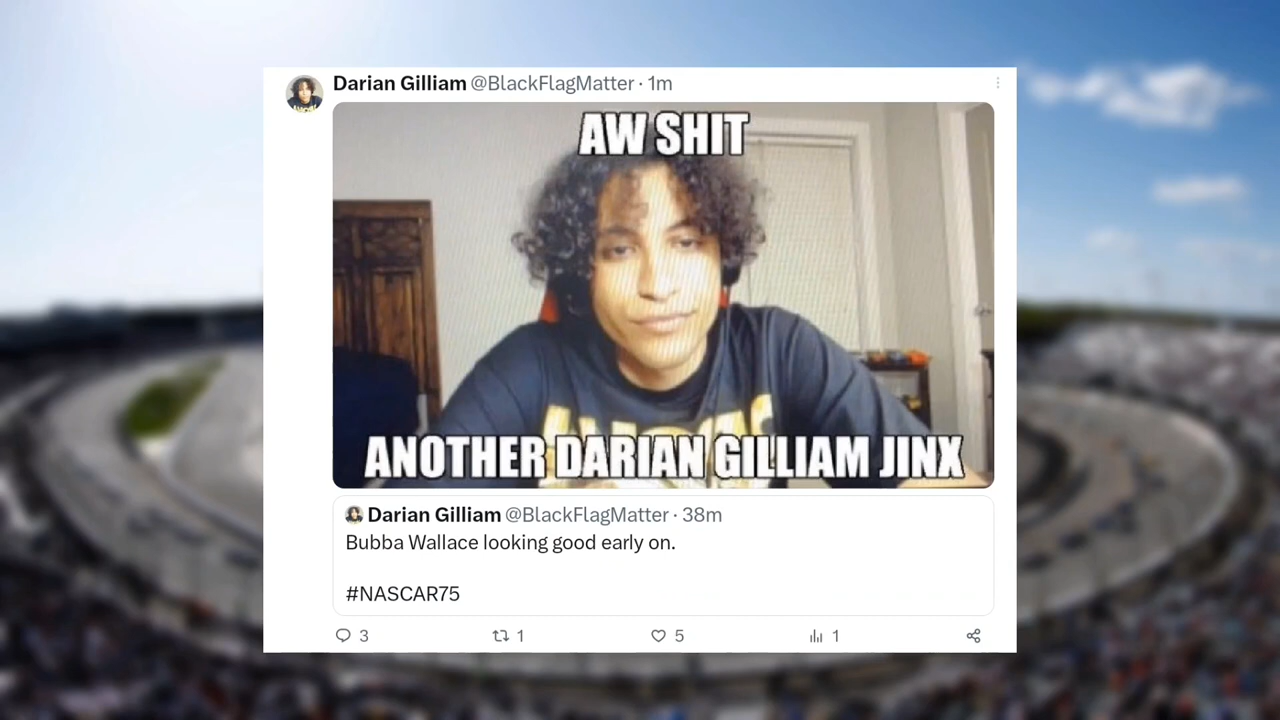 Darian Gilliam @BlackFlagMatter · 1m
AW SHIT
ANOTHER DARIAN GILLIAM JINX
Darian Gilliam @BlackFlagMatter · 38m
Bubba Wallace looking good early on.
#NASCAR75
3 1 5 1